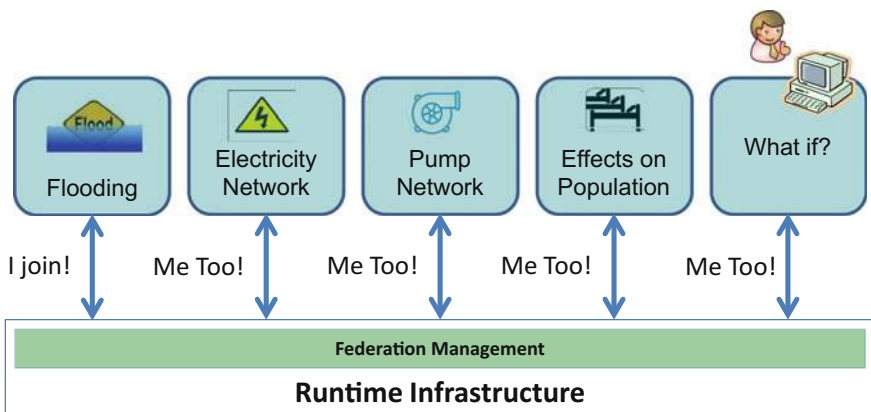 Flood
Flooding
Electricity
Network
Pump
Network
Effects on
Population
What if?
I join!
Me Too!
Me Too!
Me Too!
Me Too!
Federation Management
Runtime Infrastructure